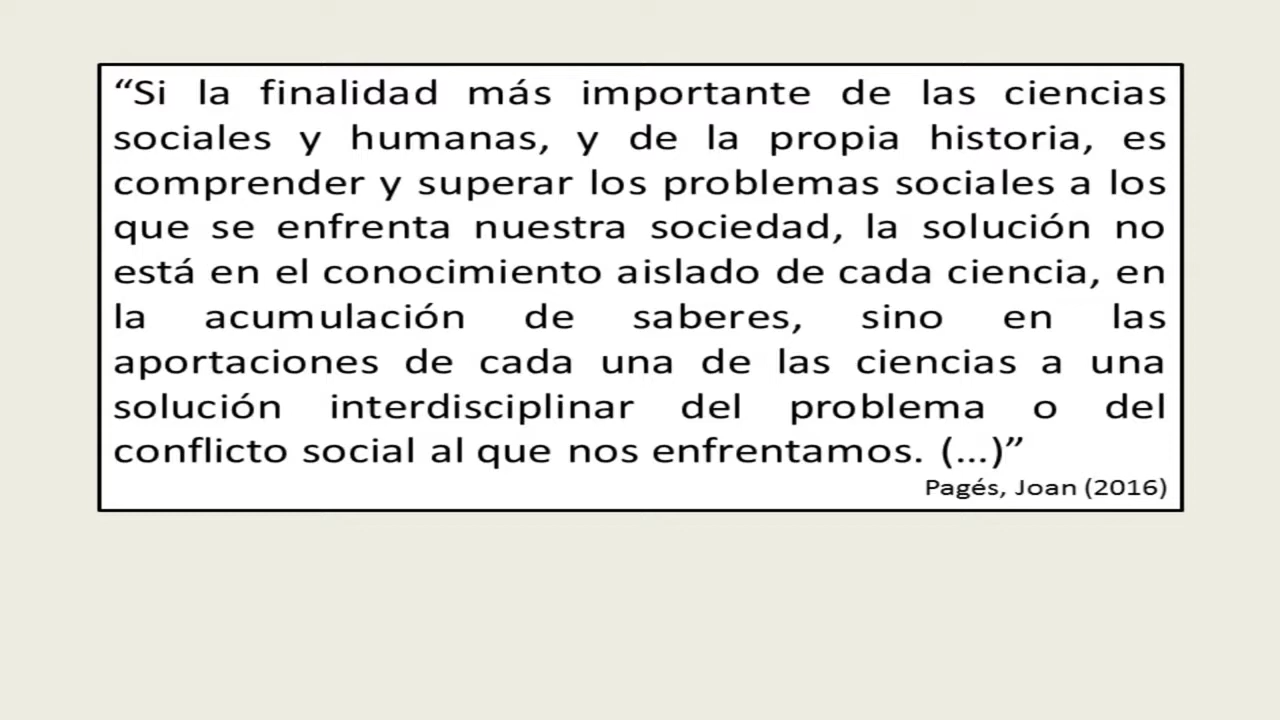 “Si la finalidad más importante de las ciencias
sociales y humanas, y de la propia historia, es
comprender y superar los problemas sociales a los
que se enfrenta nuestra sociedad, la solución no
está en el conocimiento aislado de cada ciencia, en
la acumulación de saberes, sino en las
aportaciones de cada una de las ciencias a una
solución interdisciplinar del problema o del
conflicto social al que nos enfrentamos. (...)”
Pagés, Joan (2016)